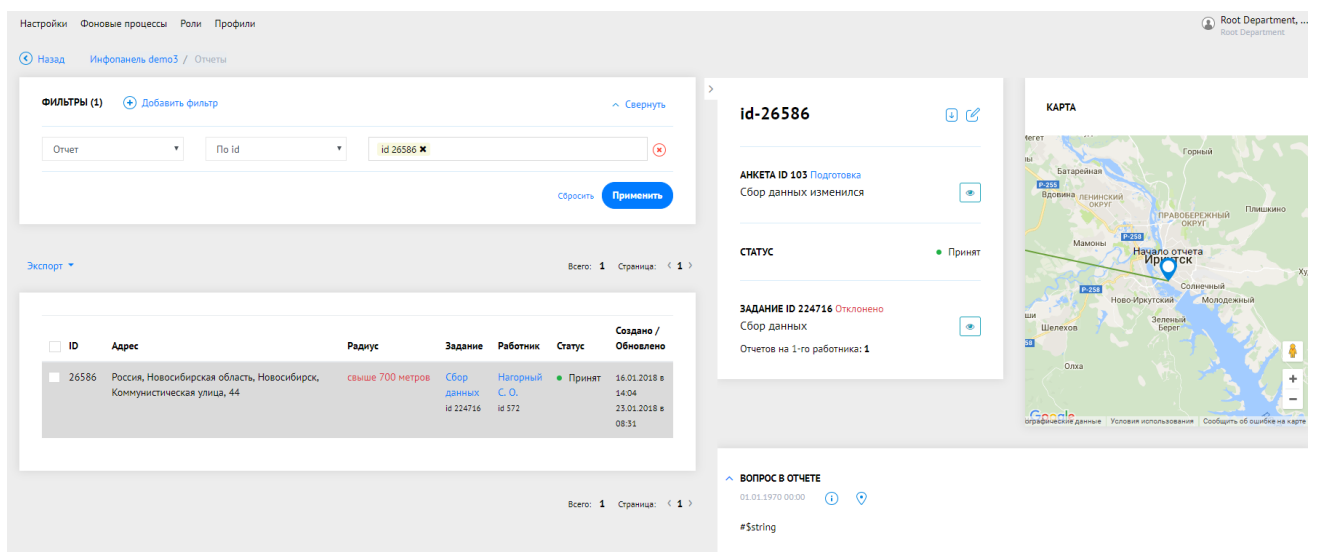 Настройки Фоновые процессы Роли Профили
Root Department, ...
Root Department
Назад Инфопанель demo3 / Отчеты
ФИЛЬТРЫ (1) Добавить фильтр Свернуть
Отчет По id id 26586
Сбросить Применить
Экспорт Всего: 1 Страница: 1
ID Адрес Радиус Задание Работник Статус Создано / Обновлено
26586 Россия, Новосибирская область, Новосибирск, Коммунистическая улица, 44 свыше 700 метров Сбор данных id 224716 Нагорный С. О. id 572 Принят 16.01.2018 в 14:04 23.01.2018 в 08:31
Всего: 1 Страница: 1
id-26586
АНКЕТА ID 103 Подготовка
Сбор данных изменился
СТАТУС Принят
ЗАДАНИЕ ID 224716 Отклонено
Сбор данных
Отчетов на 1-го работника: 1
КАРТА
Мегет
Горный
Батарейная
Р-255
Вдовина ЛЕНИНСКИЙ ОКРУГ
ПРАВОБЕРЕЖНЫЙ ОКРУГ
Плишкино
Р-258
Мамоны
Начало отчета
Иркутск
Ху
Солнечный
Р-258
Ново-Иркутский Молодежный
Зеленый Берег
Шелехов
Олха
Google
ографические данные Условия использования Сообщить об ошибке на карте
ВОПРОС В ОТЧЕТЕ
01.01.1970 00:00
#$string